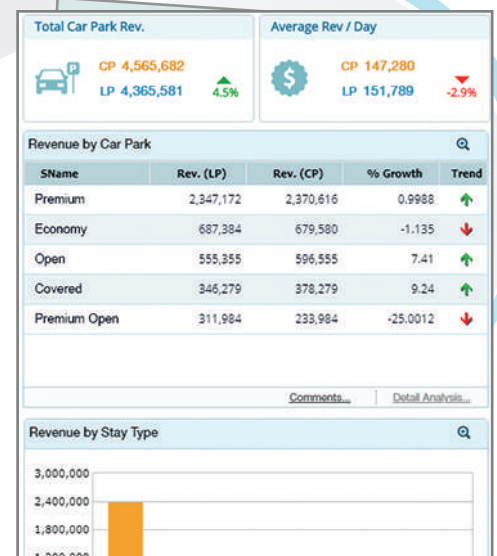 Total Car Park Rev.
CP 4,565,682
LP 4,365,581
4.5%
Average Rev / Day
CP 147,280
LP 151,789
-2.9%
Revenue by Car Park
SName Rev. (LP) Rev. (CP) % Growth Trend
Premium 2,347,172 2,370,616 0.9988
Economy 687,384 679,580 -1.135
Open 555,355 596,555 7.41
Covered 346,279 378,279 9.24
Premium Open 311,984 233,984 -25.0012
Comments... Detail Analysis...
Revenue by Stay Type
3,000,000
2,400,000
1,800,000